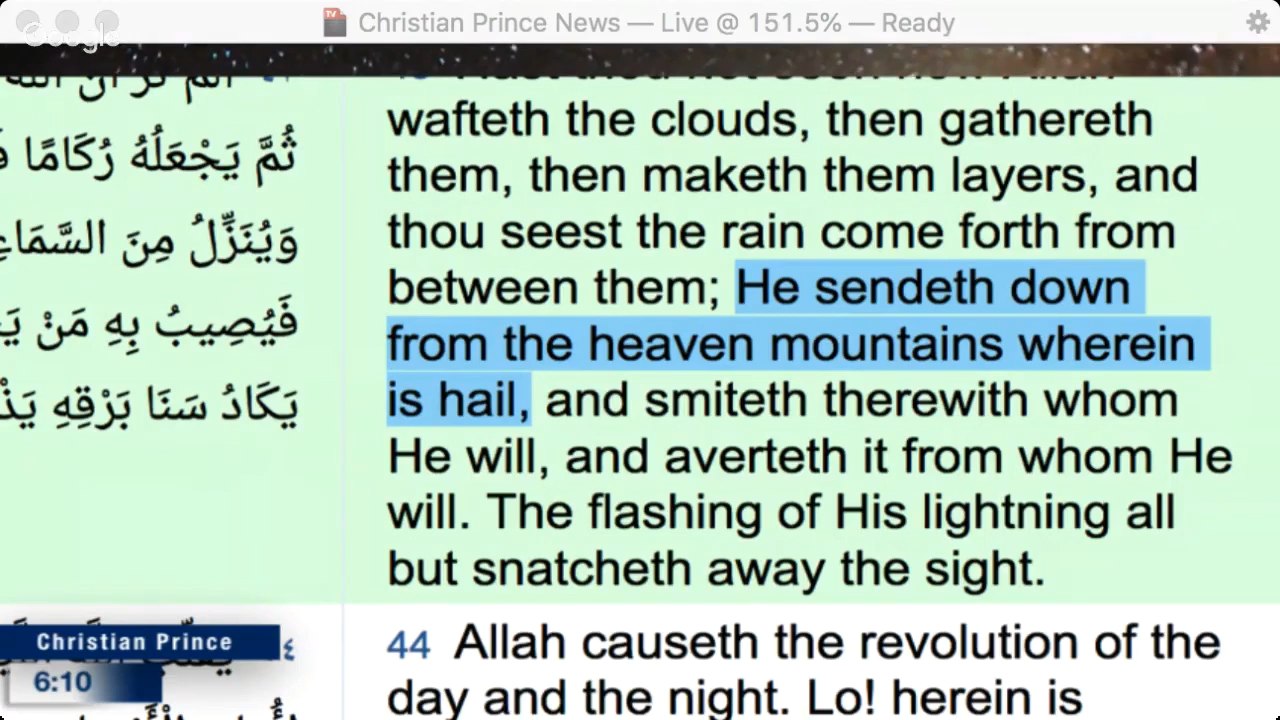 Christian Prince News — Live @ 151.5% — Ready
Google
ثُمَّ يَجْعَلُهُ رُكَامًا
وَيُنَزِّلُ مِنَ
فَيُصِيبُ بِهِ مَنْ
يَكَادُ سَنَا بَرْقِهِ
wafteth the clouds, then gathereth
them, then maketh them layers, and
thou seest the rain come forth from
between them; He sendeth down
from the heaven mountains wherein
is hail, and smiteth therewith whom
He will, and averteth it from whom He
will. The flashing of His lightning all
but snatcheth away the sight.
44 Allah causeth the revolution of the
day and the night. Lo! herein is
Christian Prince
6:10